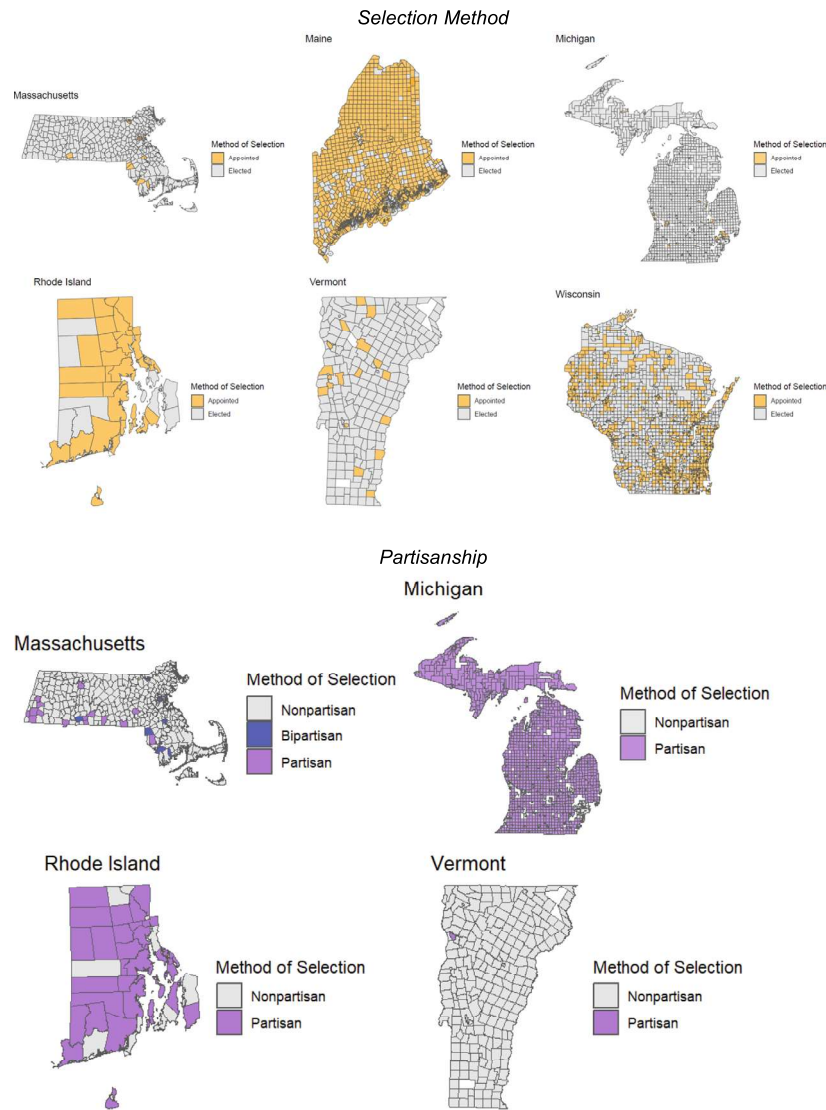 Selection Method
Maine
Michigan
Massachusetts
Method of Selection
Appointed
Elected
Method of Selection
Appointed
Elected
Method of Selection
Appointed
Elected
Rhode Island
Vermont
Wisconsin
Method of Selection
Appointed
Elected
Method of Selection
Appointed
Elected
Method of Selection
Appointed
Elected
Partisanship
Michigan
Massachusetts
Method of Selection
Nonpartisan
Bipartisan
Partisan
Method of Selection
Nonpartisan
Partisan
Rhode Island
Vermont
Method of Selection
Nonpartisan
Partisan
Method of Selection
Nonpartisan
Partisan